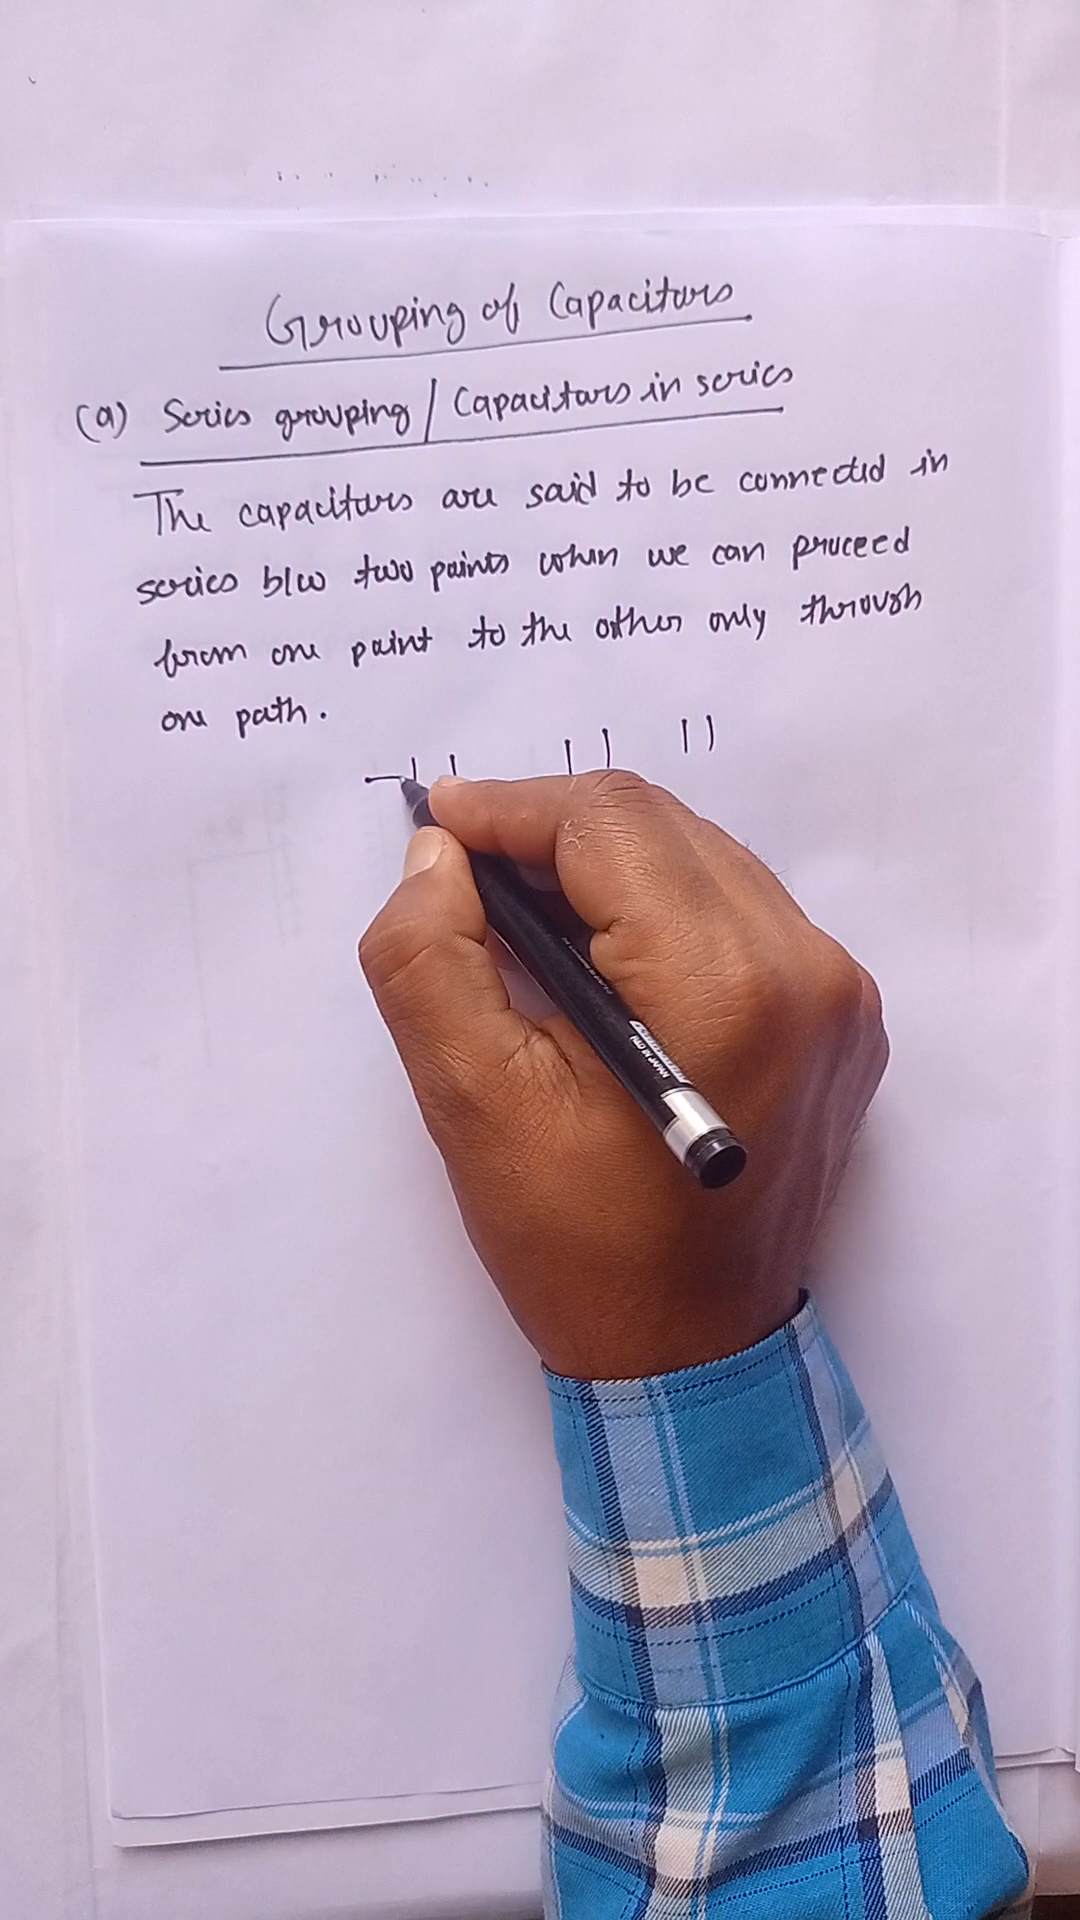 Grouping of Capacitors
(a) Series grouping / Capacitors in series
The capacitors are said to be connected in
series b/w two points when we can proceed
from one point to the other only through
one path.